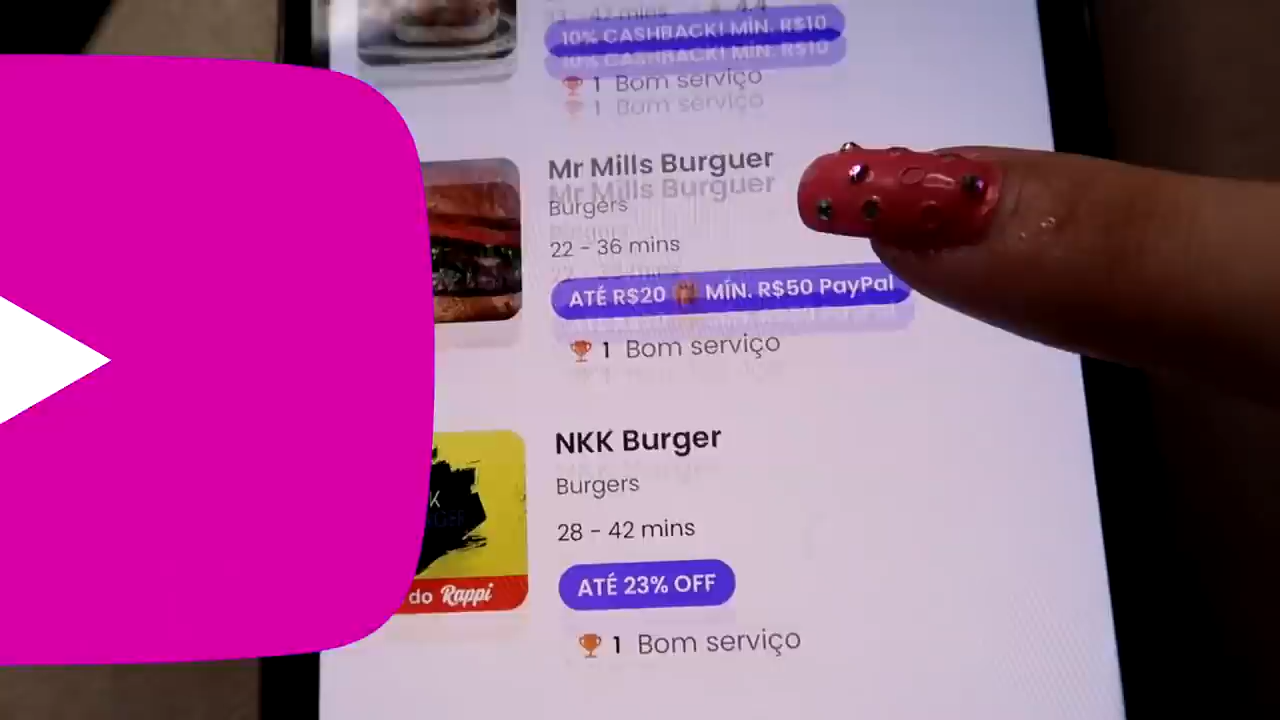 10% CASHBACK! MÍN. R$10
1 Bom serviço
Mr Mills Burguer
Burgers
22 - 36 mins
ATÉ R$20 MÍN. R$50 PayPal
1 Bom serviço
NKK Burger
Burgers
28 - 42 mins
do Rappi
ATÉ 23% OFF
1 Bom serviço